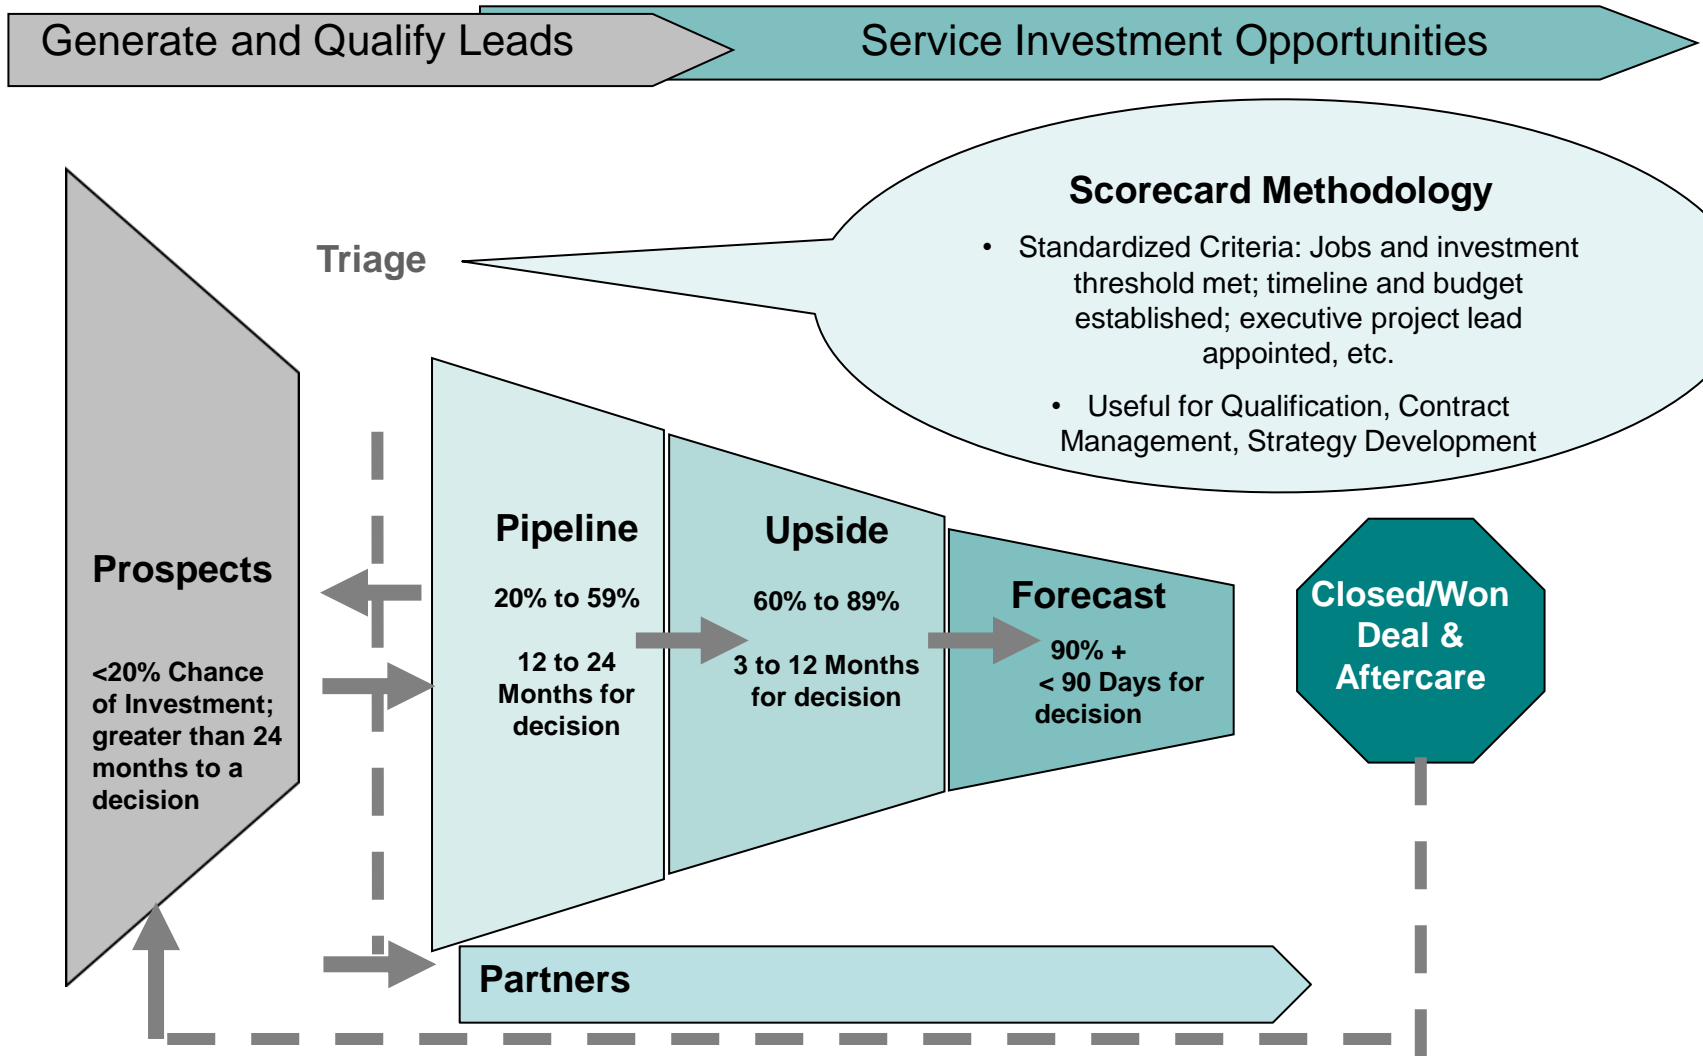 Generate and Qualify Leads
Service Investment Opportunities
Scorecard Methodology
• Standardized Criteria: Jobs and investment
threshold met; timeline and budget
established; executive project lead
appointed, etc.
• Useful for Qualification, Contract
Management, Strategy Development
Triage
Prospects
<20% Chance
of Investment;
greater than 24
months to a
decision
Pipeline
20% to 59%
12 to 24
Months for
decision
Upside
60% to 89%
3 to 12 Months
for decision
Forecast
90% +
< 90 Days for
decision
Closed/Won
Deal &
Aftercare
Partners